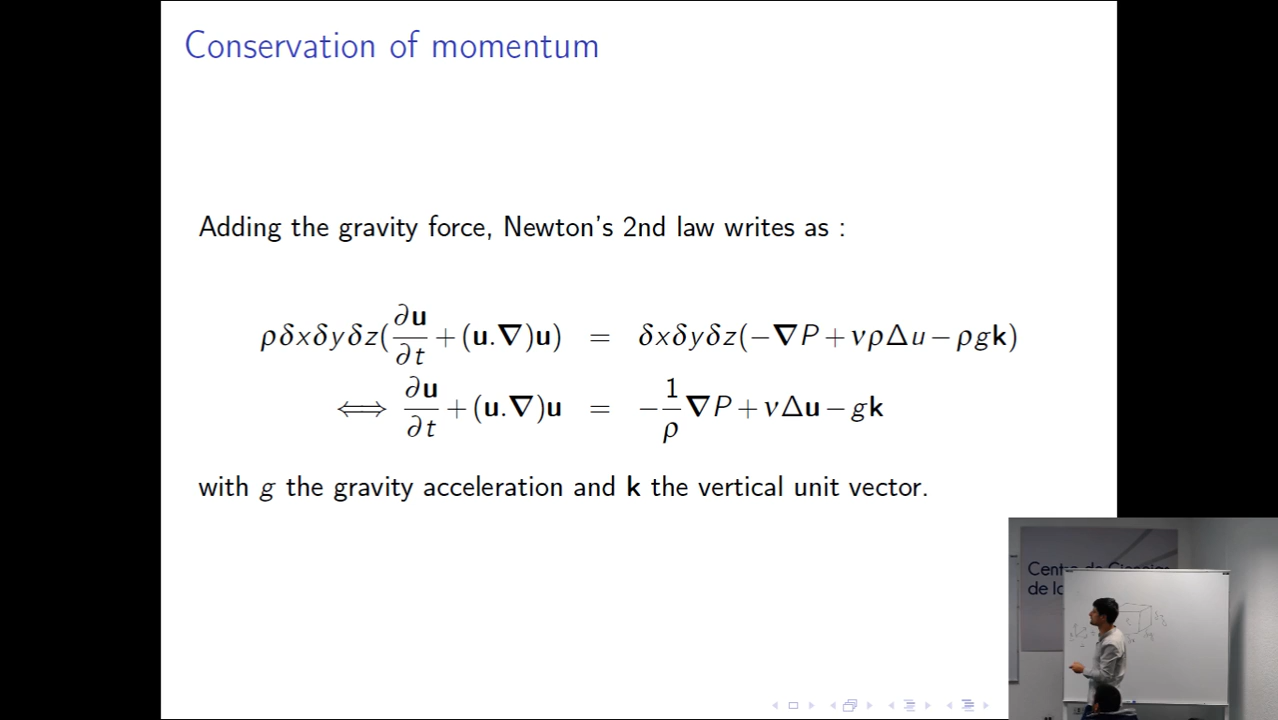 Conservation of momentum
Adding the gravity force, Newton's 2nd law writes as :
ρδxδyδz(∂u/∂t + (u.∇)u) = δxδyδz(−∇P + νρΔu − ρgk)
⟺ ∂u/∂t + (u.∇)u = −1/ρ ∇P + νΔu − gk
with g the gravity acceleration and k the vertical unit vector.
de